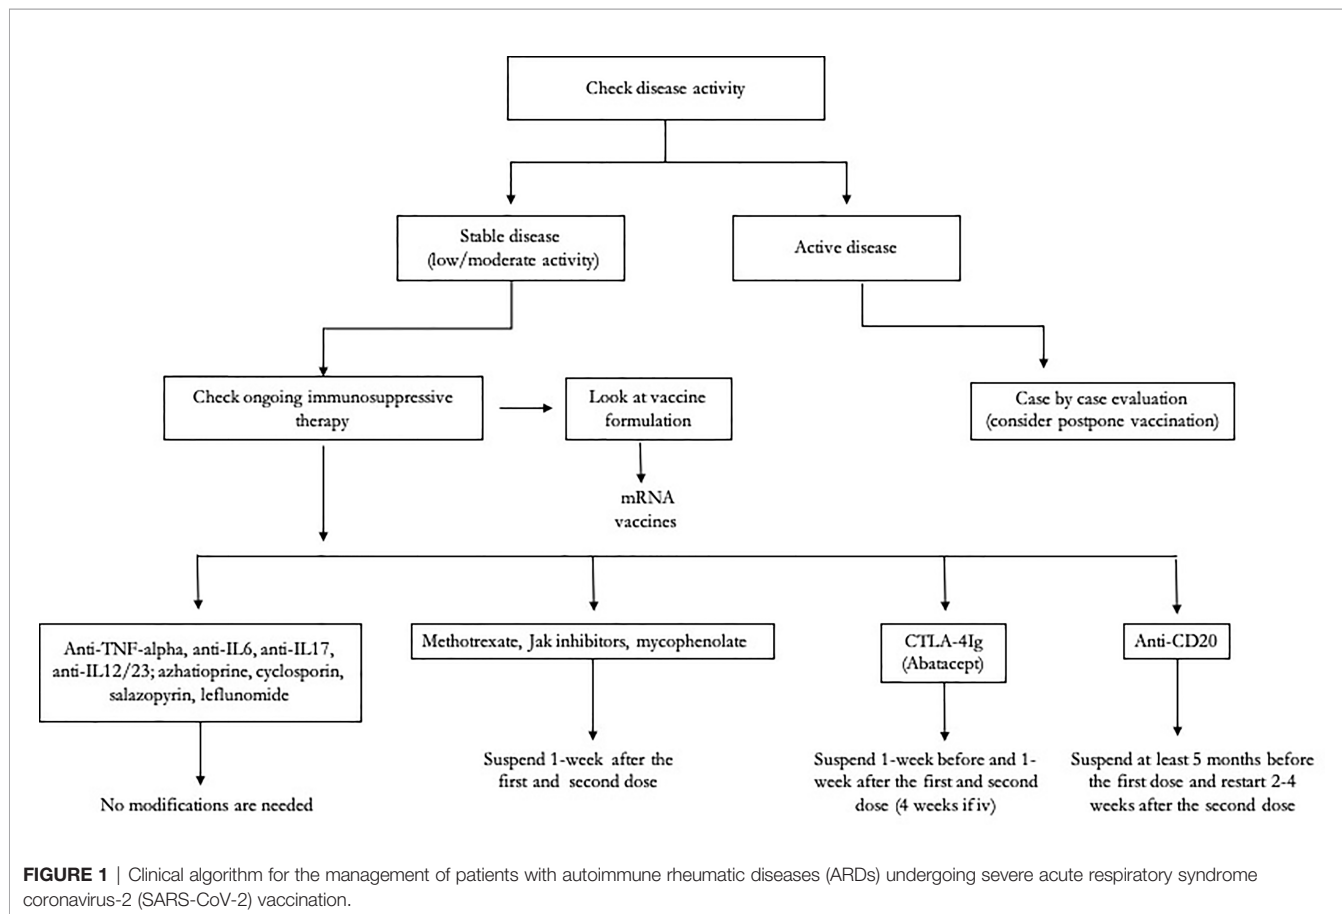 Check disease activity
Stable disease
(low/moderate activity)
Active disease
Check ongoing immunosuppressive
therapy
Look at vaccine
formulation
Case by case evaluation
(consider postpone vaccination)
mRNA
vaccines
Anti-TNF-alpha, anti-IL6, anti-IL17,
anti-IL12/23; azhatioprine, cyclosporin,
salazopyrin, leflunomide
Methotrexate, Jak inhibitors, mycophenolate
CTLA-4Ig
(Abatacept)
Anti-CD20
No modifications are needed
Suspend 1-week after the
first and second dose
Suspend 1-week before and 1-
week after the first and second
dose (4 weeks if iv)
Suspend at least 5 months before
the first dose and restart 2-4
weeks after the second dose
FIGURE 1 | Clinical algorithm for the management of patients with autoimmune rheumatic diseases (ARDs) undergoing severe acute respiratory syndrome
coronavirus-2 (SARS-CoV-2) vaccination.